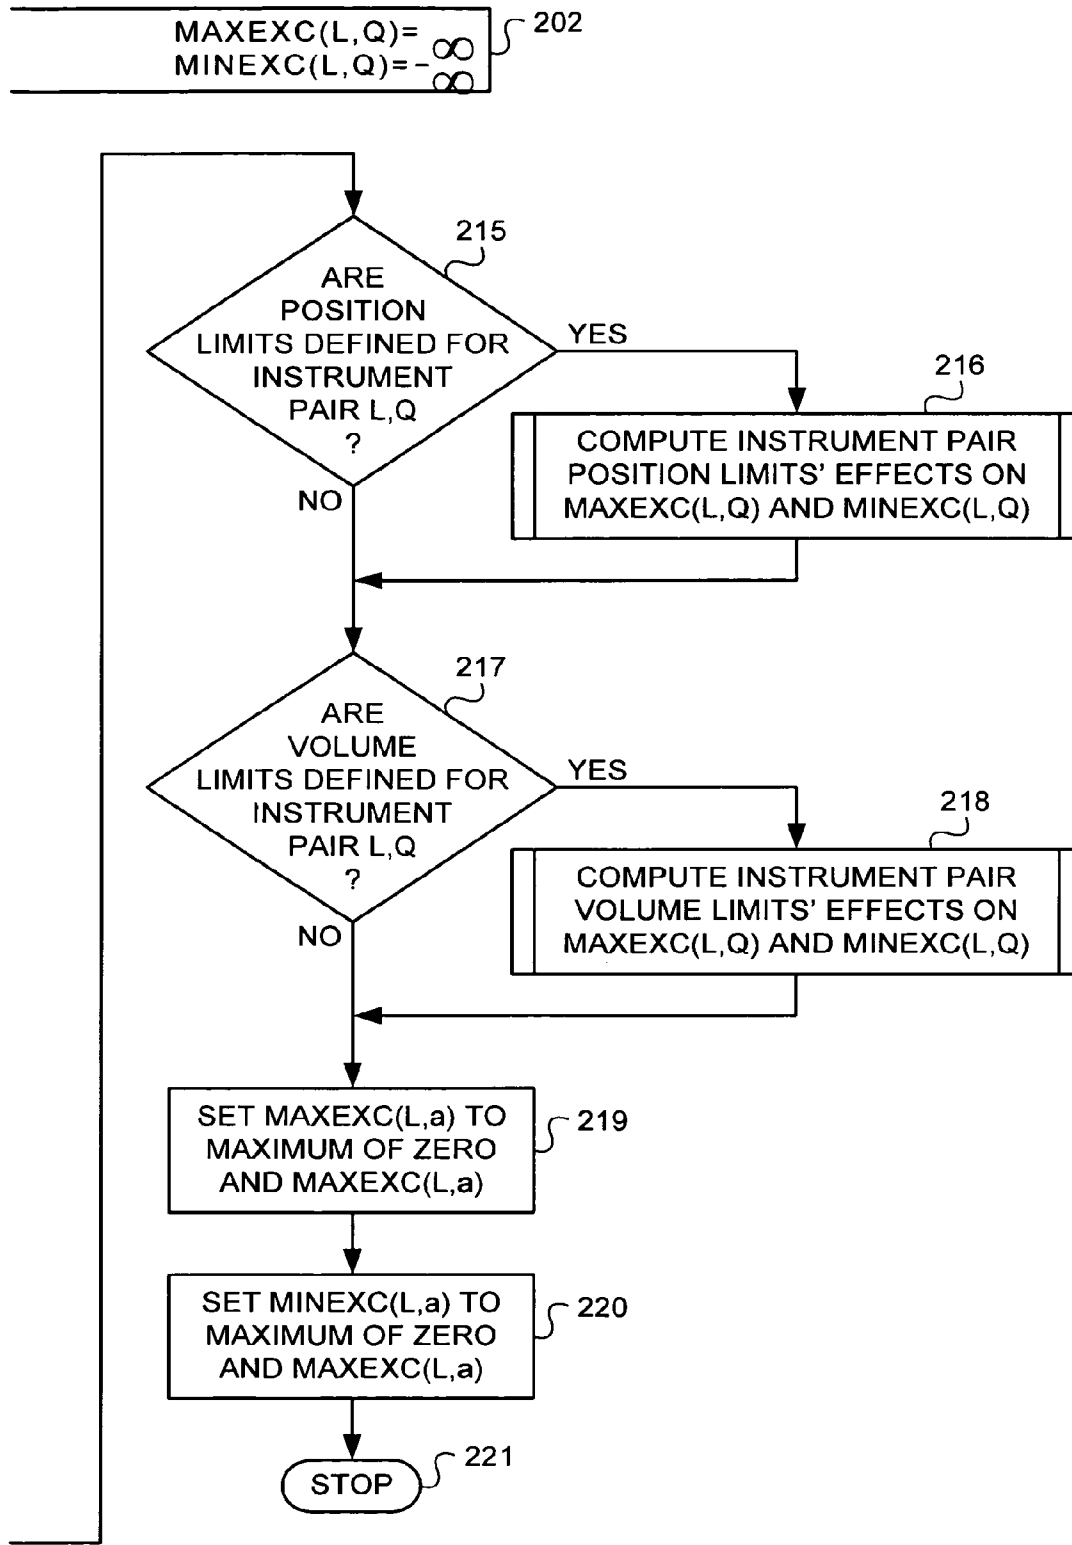 MAXEXC(L,Q)=∞
MINEXC(L,Q)=-∞
202
215
ARE
POSITION
LIMITS DEFINED FOR
INSTRUMENT
PAIR L,Q
?
YES
NO
216
COMPUTE INSTRUMENT PAIR
POSITION LIMITS' EFFECTS ON
MAXEXC(L,Q) AND MINEXC(L,Q)
217
ARE
VOLUME
LIMITS DEFINED FOR
INSTRUMENT
PAIR L,Q
?
YES
NO
218
COMPUTE INSTRUMENT PAIR
VOLUME LIMITS' EFFECTS ON
MAXEXC(L,Q) AND MINEXC(L,Q)
SET MAXEXC(L,a) TO
MAXIMUM OF ZERO
AND MAXEXC(L,a)
219
SET MINEXC(L,a) TO
MAXIMUM OF ZERO
AND MAXEXC(L,a)
220
STOP
221